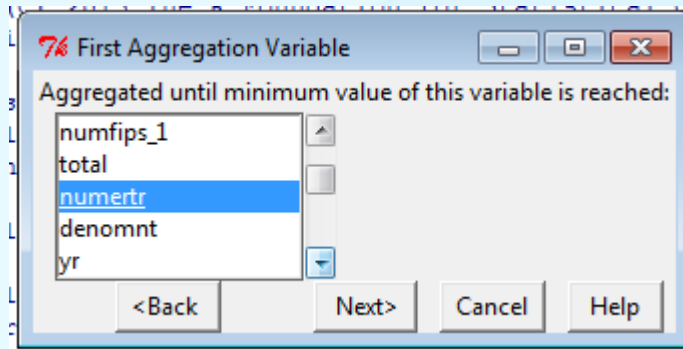 First Aggregation Variable
Aggregated until minimum value of this variable is reached:
numfips_1
total
numertr
denomnt
yr
<Back Next> Cancel Help